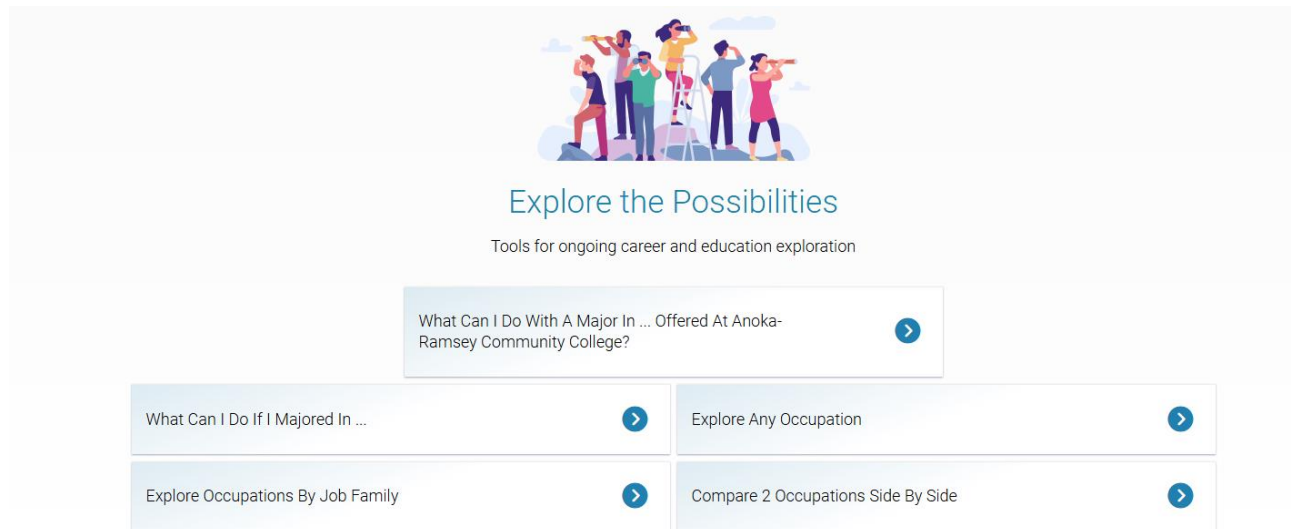 Explore the Possibilities
Tools for ongoing career and education exploration
What Can I Do With A Major In ... Offered At Anoka-
Ramsey Community College?
What Can I Do If I Majored In ...
Explore Any Occupation
Explore Occupations By Job Family
Compare 2 Occupations Side By Side